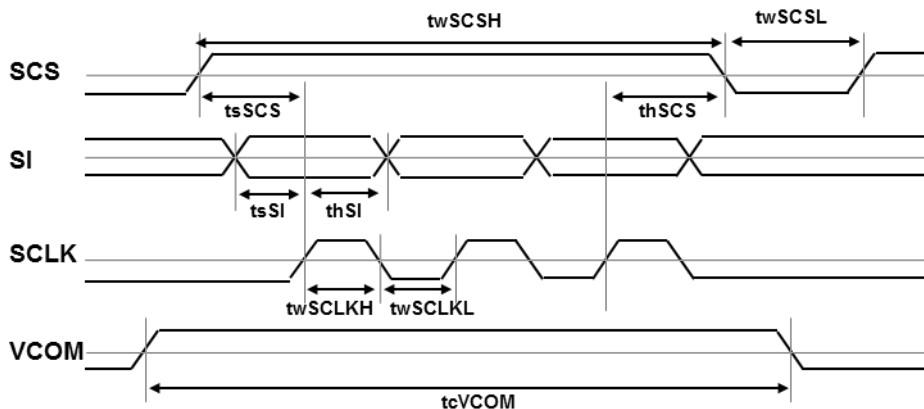 twSCSH
twSCSL
SCS
tsSCS
thSCS
SI
tsSI
thSI
SCLK
twSCLKH
twSCLKL
VCOM
tcVCOM